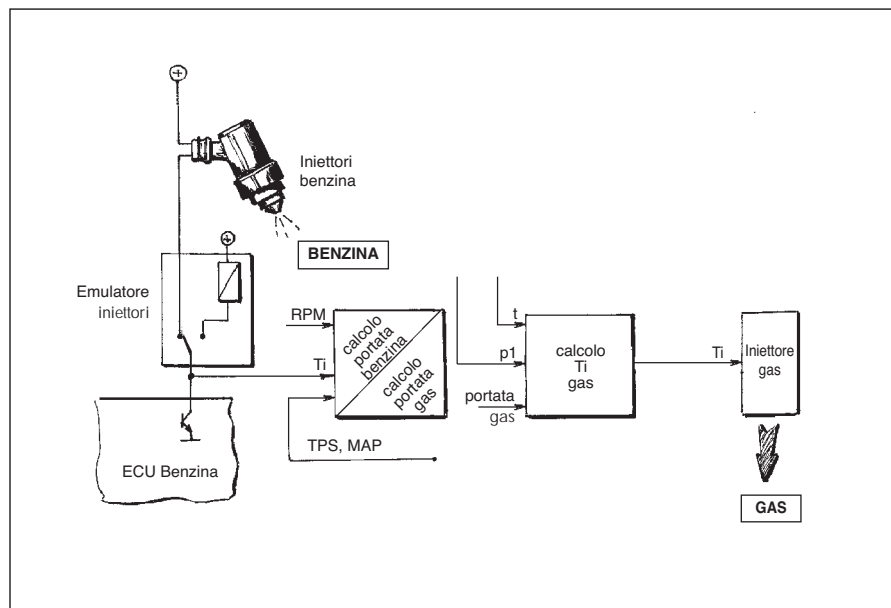 Iniettori
benzina
BENZINA
Emulatore
iniettori
RPM
Ti
TPS, MAP
calcolo
portata
benzina
calcolo
portata
gas
ECU Benzina
t
p1
portata
gas
calcolo
Ti
gas
Ti
Iniettore
gas
GAS